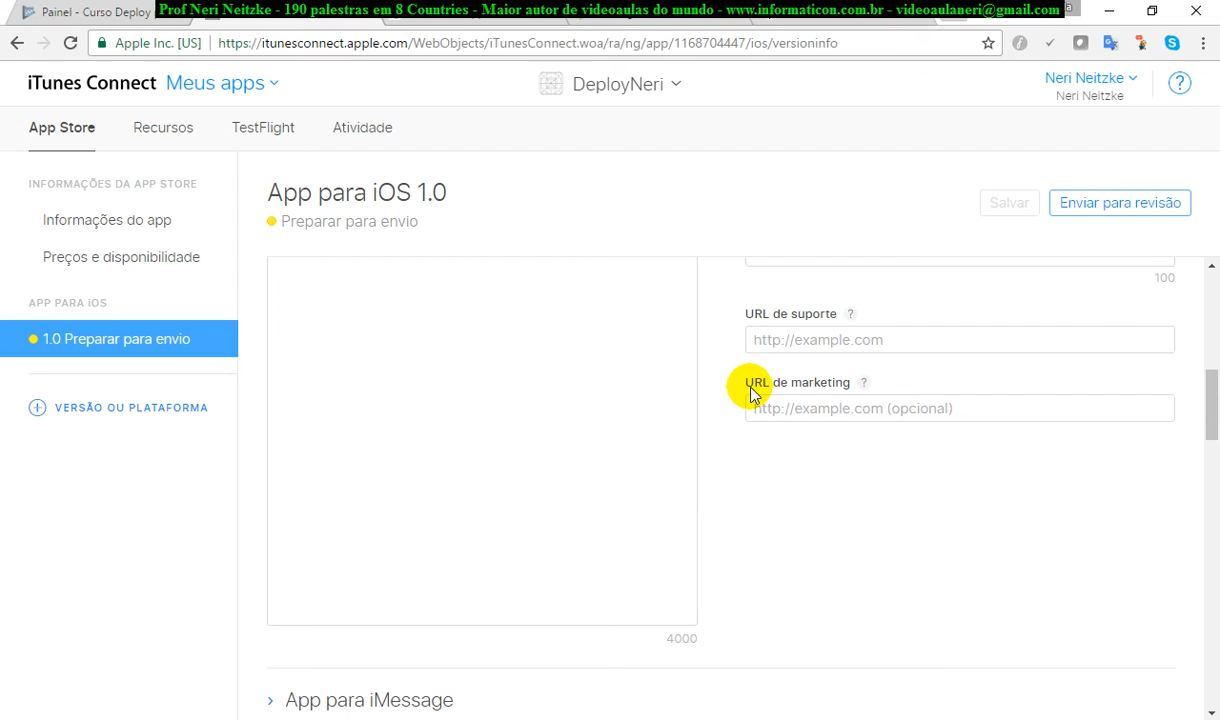 Painel - Curso Deploy
Prof Neri Neitzke - 190 palestras em 8 Countries - Maior autor de videoaulas do mundo - www.informaticon.com.br - videoaulaneri@gmail.com
Apple Inc. [US] https://itunesconnect.apple.com/WebObjects/iTunesConnect.woa/ra/ng/app/1168704447/ios/versioninfo
iTunes Connect Meus apps
DeployNeri
Neri Neitzke
Neri Neitzke
?
App Store Recursos TestFlight Atividade
INFORMAÇÕES DA APP STORE
Informações do app
Preços e disponibilidade
APP PARA iOS
1.0 Preparar para envio
VERSÃO OU PLATAFORMA
App para iOS 1.0
Preparar para envio
Salvar
Enviar para revisão
100
URL de suporte ?
http://example.com
URL de marketing ?
http://example.com (opcional)
4000
App para iMessage